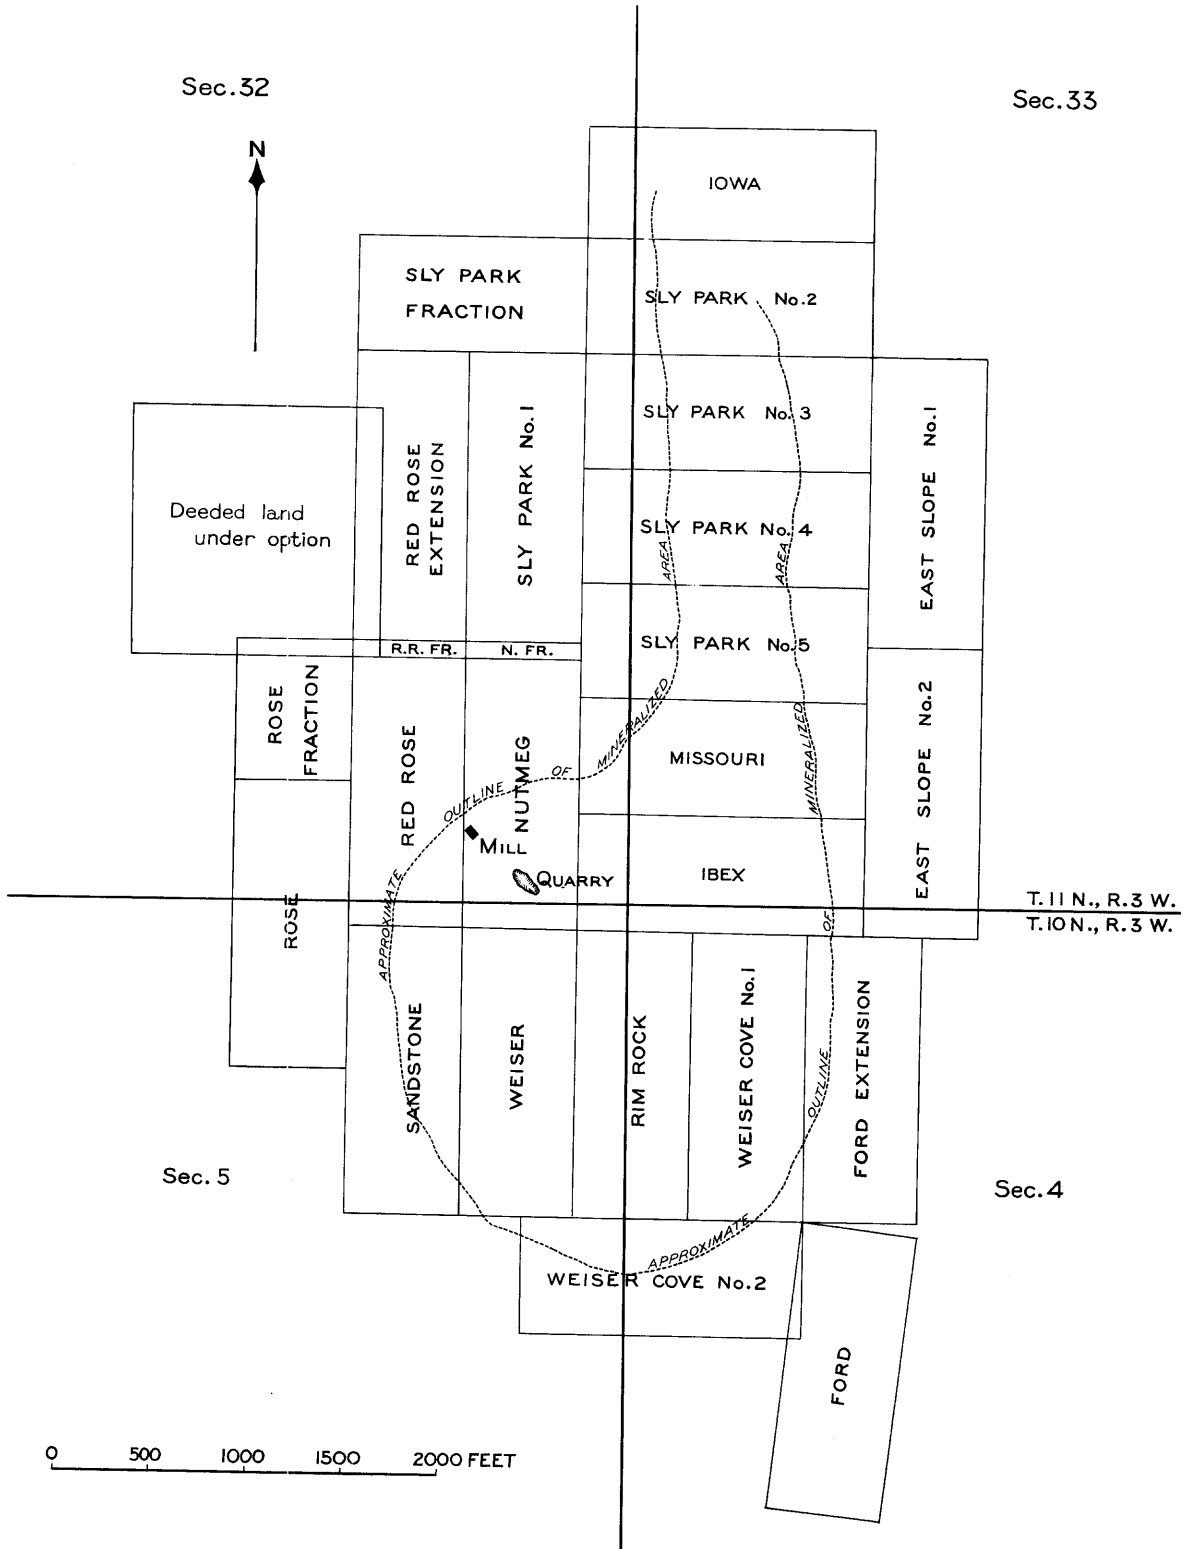 Sec.32
Sec.33
N
IOWA
SLY PARK
FRACTION
SLY PARK No.2
SLY PARK No.3
RED ROSE
EXTENSION
SLY PARK No.1
EAST SLOPE No.1
Deeded land
under option
SLY PARK No.4
AREA
AREA
SLY PARK No.5
R.R. FR.
N. FR.
ROSE
FRACTION
RED ROSE
NUTMEG
OUTLINE
OF
MINERALIZED
MISSOURI
MINERALIZED
EAST SLOPE No.2
MILL
QUARRY
IBEX
APPROXIMATE
ROSE
OF
T.11 N., R.3 W.
T.10 N., R.3 W.
SANDSTONE
WEISER
RIM ROCK
WEISER COVE No.1
OUTLINE
FORD EXTENSION
Sec.5
Sec.4
APPROXIMATE
WEISER COVE No.2
FORD
0 500 1000 1500 2000 FEET